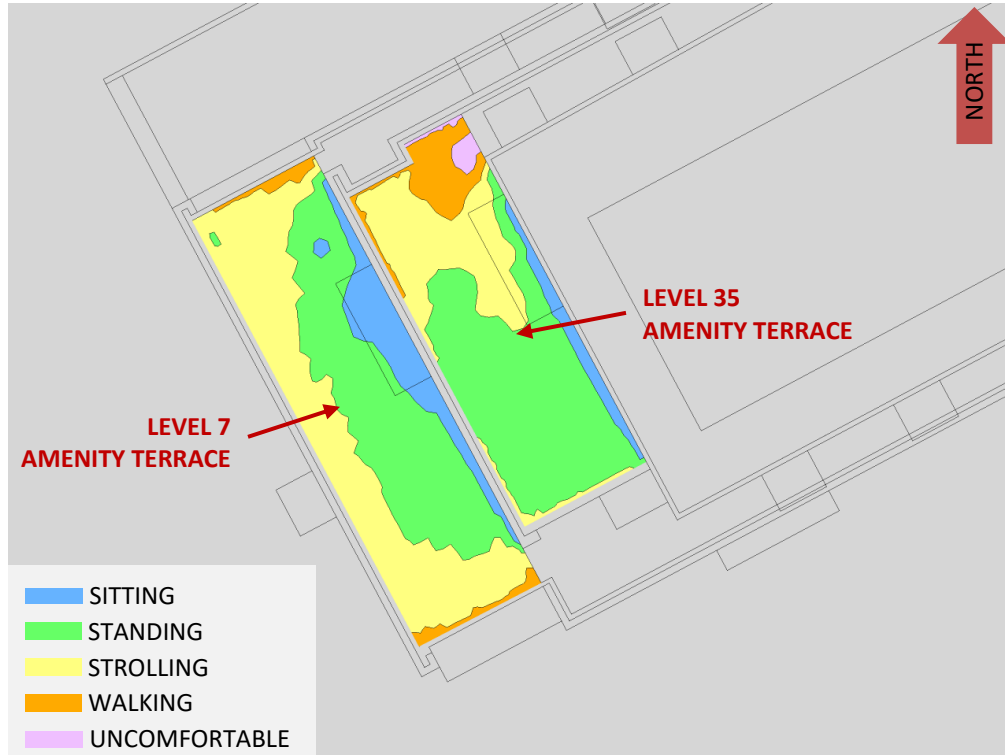 NORTH
LEVEL 35
AMENITY TERRACE
LEVEL 7
AMENITY TERRACE
SITTING
STANDING
STROLLING
WALKING
UNCOMFORTABLE